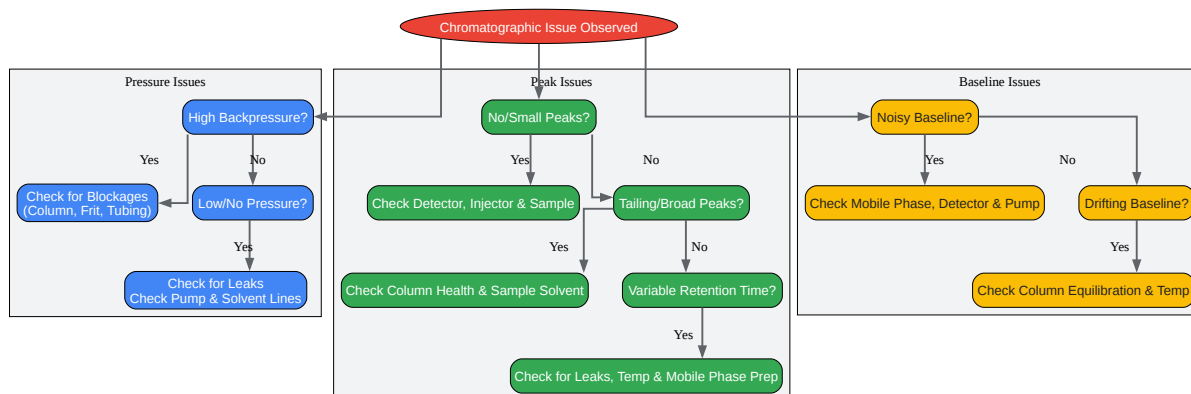 Chromatographic Issue Observed
Pressure Issues
High Backpressure?
Yes
No
Check for Blockages
(Column, Frit, Tubing)
Low/No Pressure?
Yes
Check for Leaks
Check Pump & Solvent Lines
Peak Issues
No/Small Peaks?
Yes
No
Check Detector, Injector & Sample
Tailing/Broad Peaks?
Yes
No
Check Column Health & Sample Solvent
Variable Retention Time?
Yes
Check for Leaks, Temp & Mobile Phase Prep
Baseline Issues
Noisy Baseline?
Yes
No
Check Mobile Phase, Detector & Pump
Drifting Baseline?
Yes
Check Column Equilibration & Temp